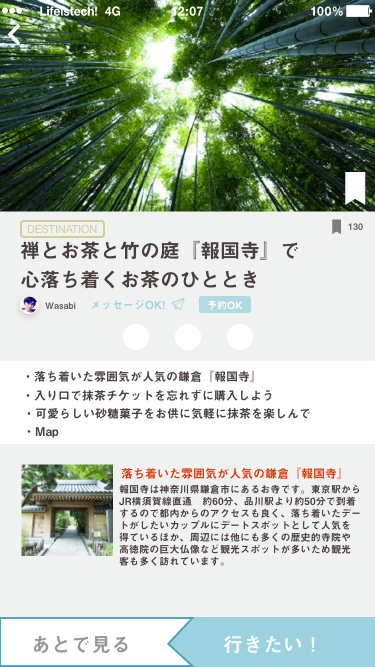 Lifeistech! 4G 12:07 100%
DESTINATION
130
禅とお茶と竹の庭『報国寺』で
心落ち着くお茶のひととき
Wasabi メッセージOK! 予約OK
・落ち着いた雰囲気が人気の鎌倉『報国寺』
・入り口で抹茶チケットを忘れずに購入しよう
・可愛らしい砂糖菓子をお供に気軽に抹茶を楽しんで
・Map
落ち着いた雰囲気が人気の鎌倉『報国寺』
報国寺は神奈川県鎌倉市にあるお寺です。東京駅から
JR横須賀線直通　約60分、品川駅より約50分で到着
するので都内からのアクセスも良く、落ち着いたデー
トがしたいカップルにデートスポットとして人気を
得ているほか、周辺には他にも多くの歴史的寺院や
高徳院の巨大仏像など観光スポットが多いため観光
客も多く訪れています。
あとで見る
行きたい！